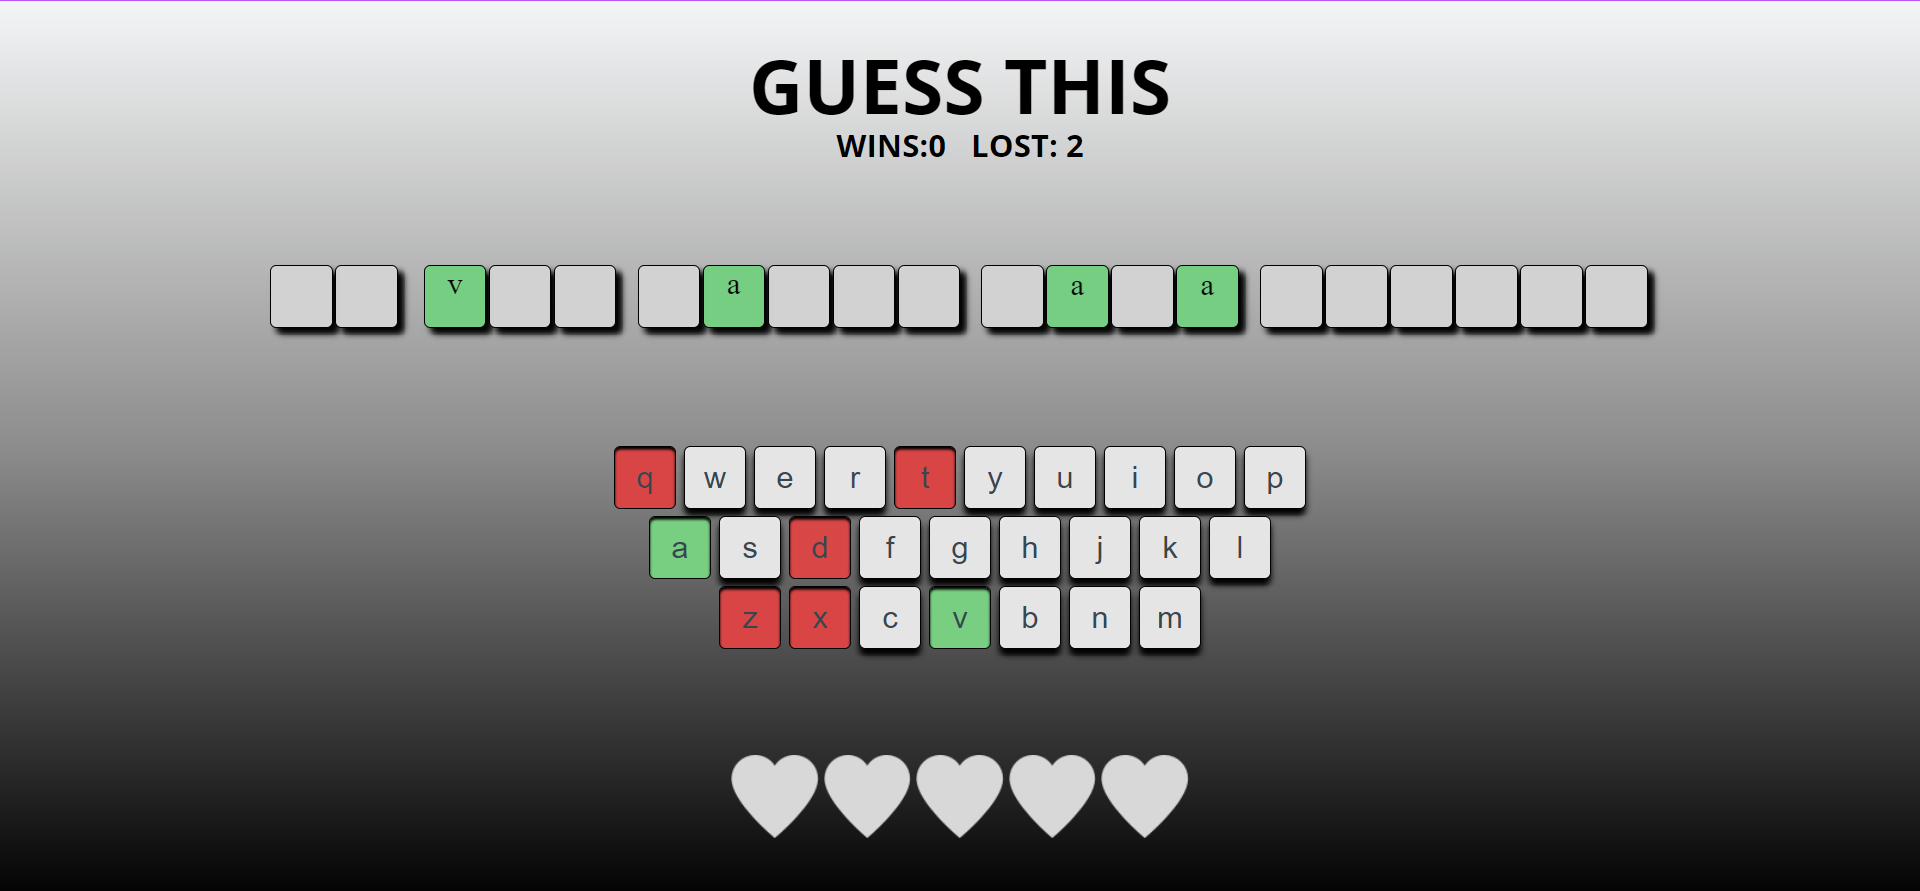 GUESS THIS
WINS:0 LOST: 2
v a a a
q w e r t y u i o p
a s d f g h j k l
z x c v b n m